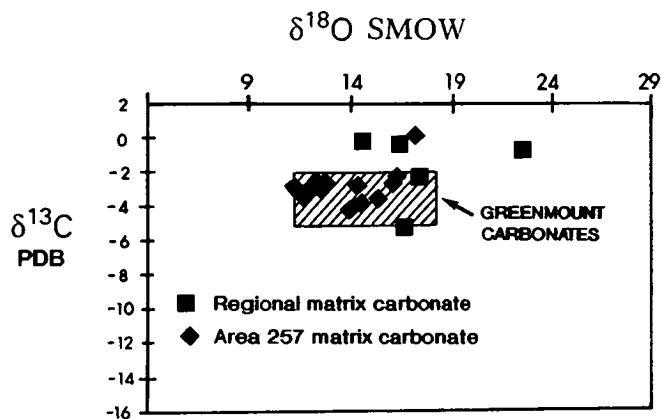 δ¹⁸O SMOW
9 14 19 24 29
2
0
-2
-4
-6
-8
-10
-12
-14
-16
δ¹³C
PDB
GREENMOUNT
CARBONATES
Regional matrix carbonate
Area 257 matrix carbonate